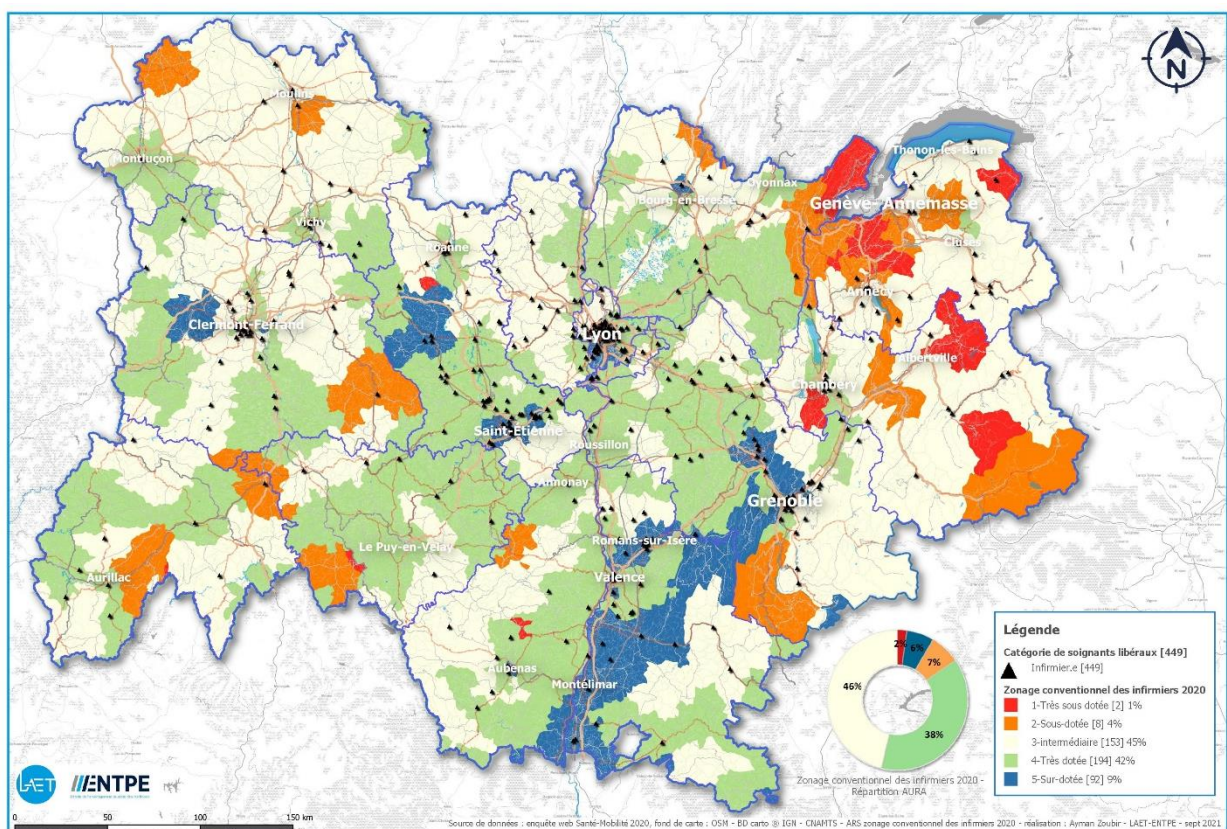 Moulins
Montluçon
Thonon-les-Bains
Oyonnax
Bourg-en-Bresse
Genève- Annemasse
Vichy
Roanne
Cluses
Annecy
Clermont-Ferrand
Lyon
Albertville
Chambéry
Saint-Etienne
Roussillon
Annonay
Grenoble
Romans-sur-Isère
Le Puy-en-Velay
Valence
Aurillac
Aubenas
Montélimar
N
2%
6%
7%
46%
38%
Zonage conventionnel des infirmiers 2020 -
Répartition AURA
Légende
Catégorie de soignants libéraux [449]
Infirmier.e [449]
Zonage conventionnel des infirmiers 2020
1-Très sous dotée [2] 1%
2-Sous-dotée [8] 4%
3-intermédiaire [153] 45%
4-Très dotée [194] 42%
5-Sur-dotée [92] 9%
LAET
ENTPE
0 50 100 150 km
Source de données : enquête web Santé-Mobilité 2020, fond de carte : OSM - BD carto ® IGN - CNAMTS - ARS zonage conventionnel des infirmiers 2020 - réalisation : Ayman Zoubir - LAET-ENTPE - sept 2021